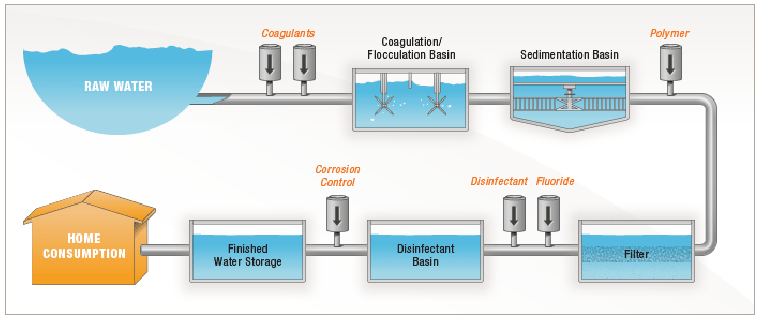 Coagulants
Coagulation/
Flocculation Basin
Sedimentation Basin
Polymer
RAW WATER
Corrosion
Control
Disinfectant
Fluoride
HOME
CONSUMPTION
Finished
Water Storage
Disinfectant
Basin
Filter